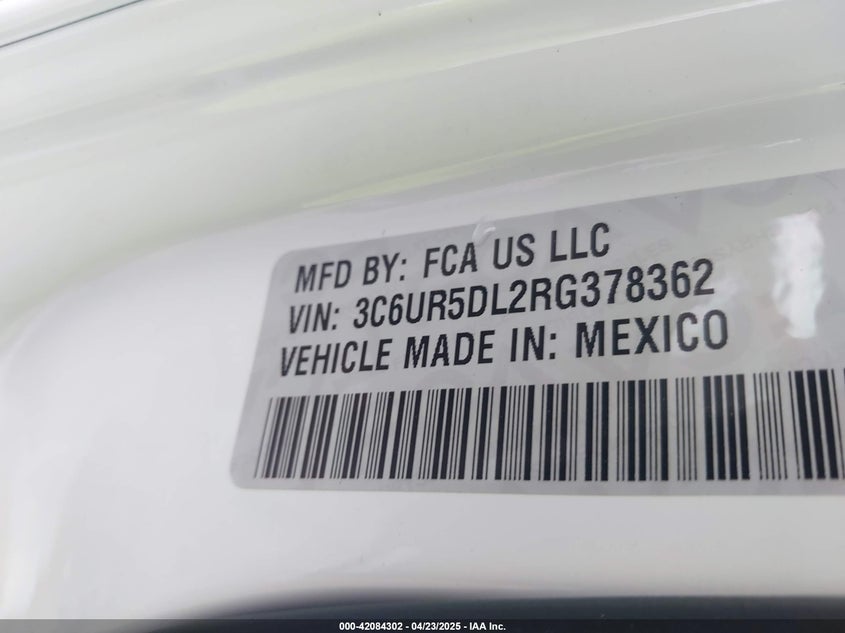 MFD BY: FCA US LLC
VIN: 3C6UR5DL2RG378362
VEHICLE MADE IN: MEXICO
000-42084302 - 04/23/2025 - IAA Inc.